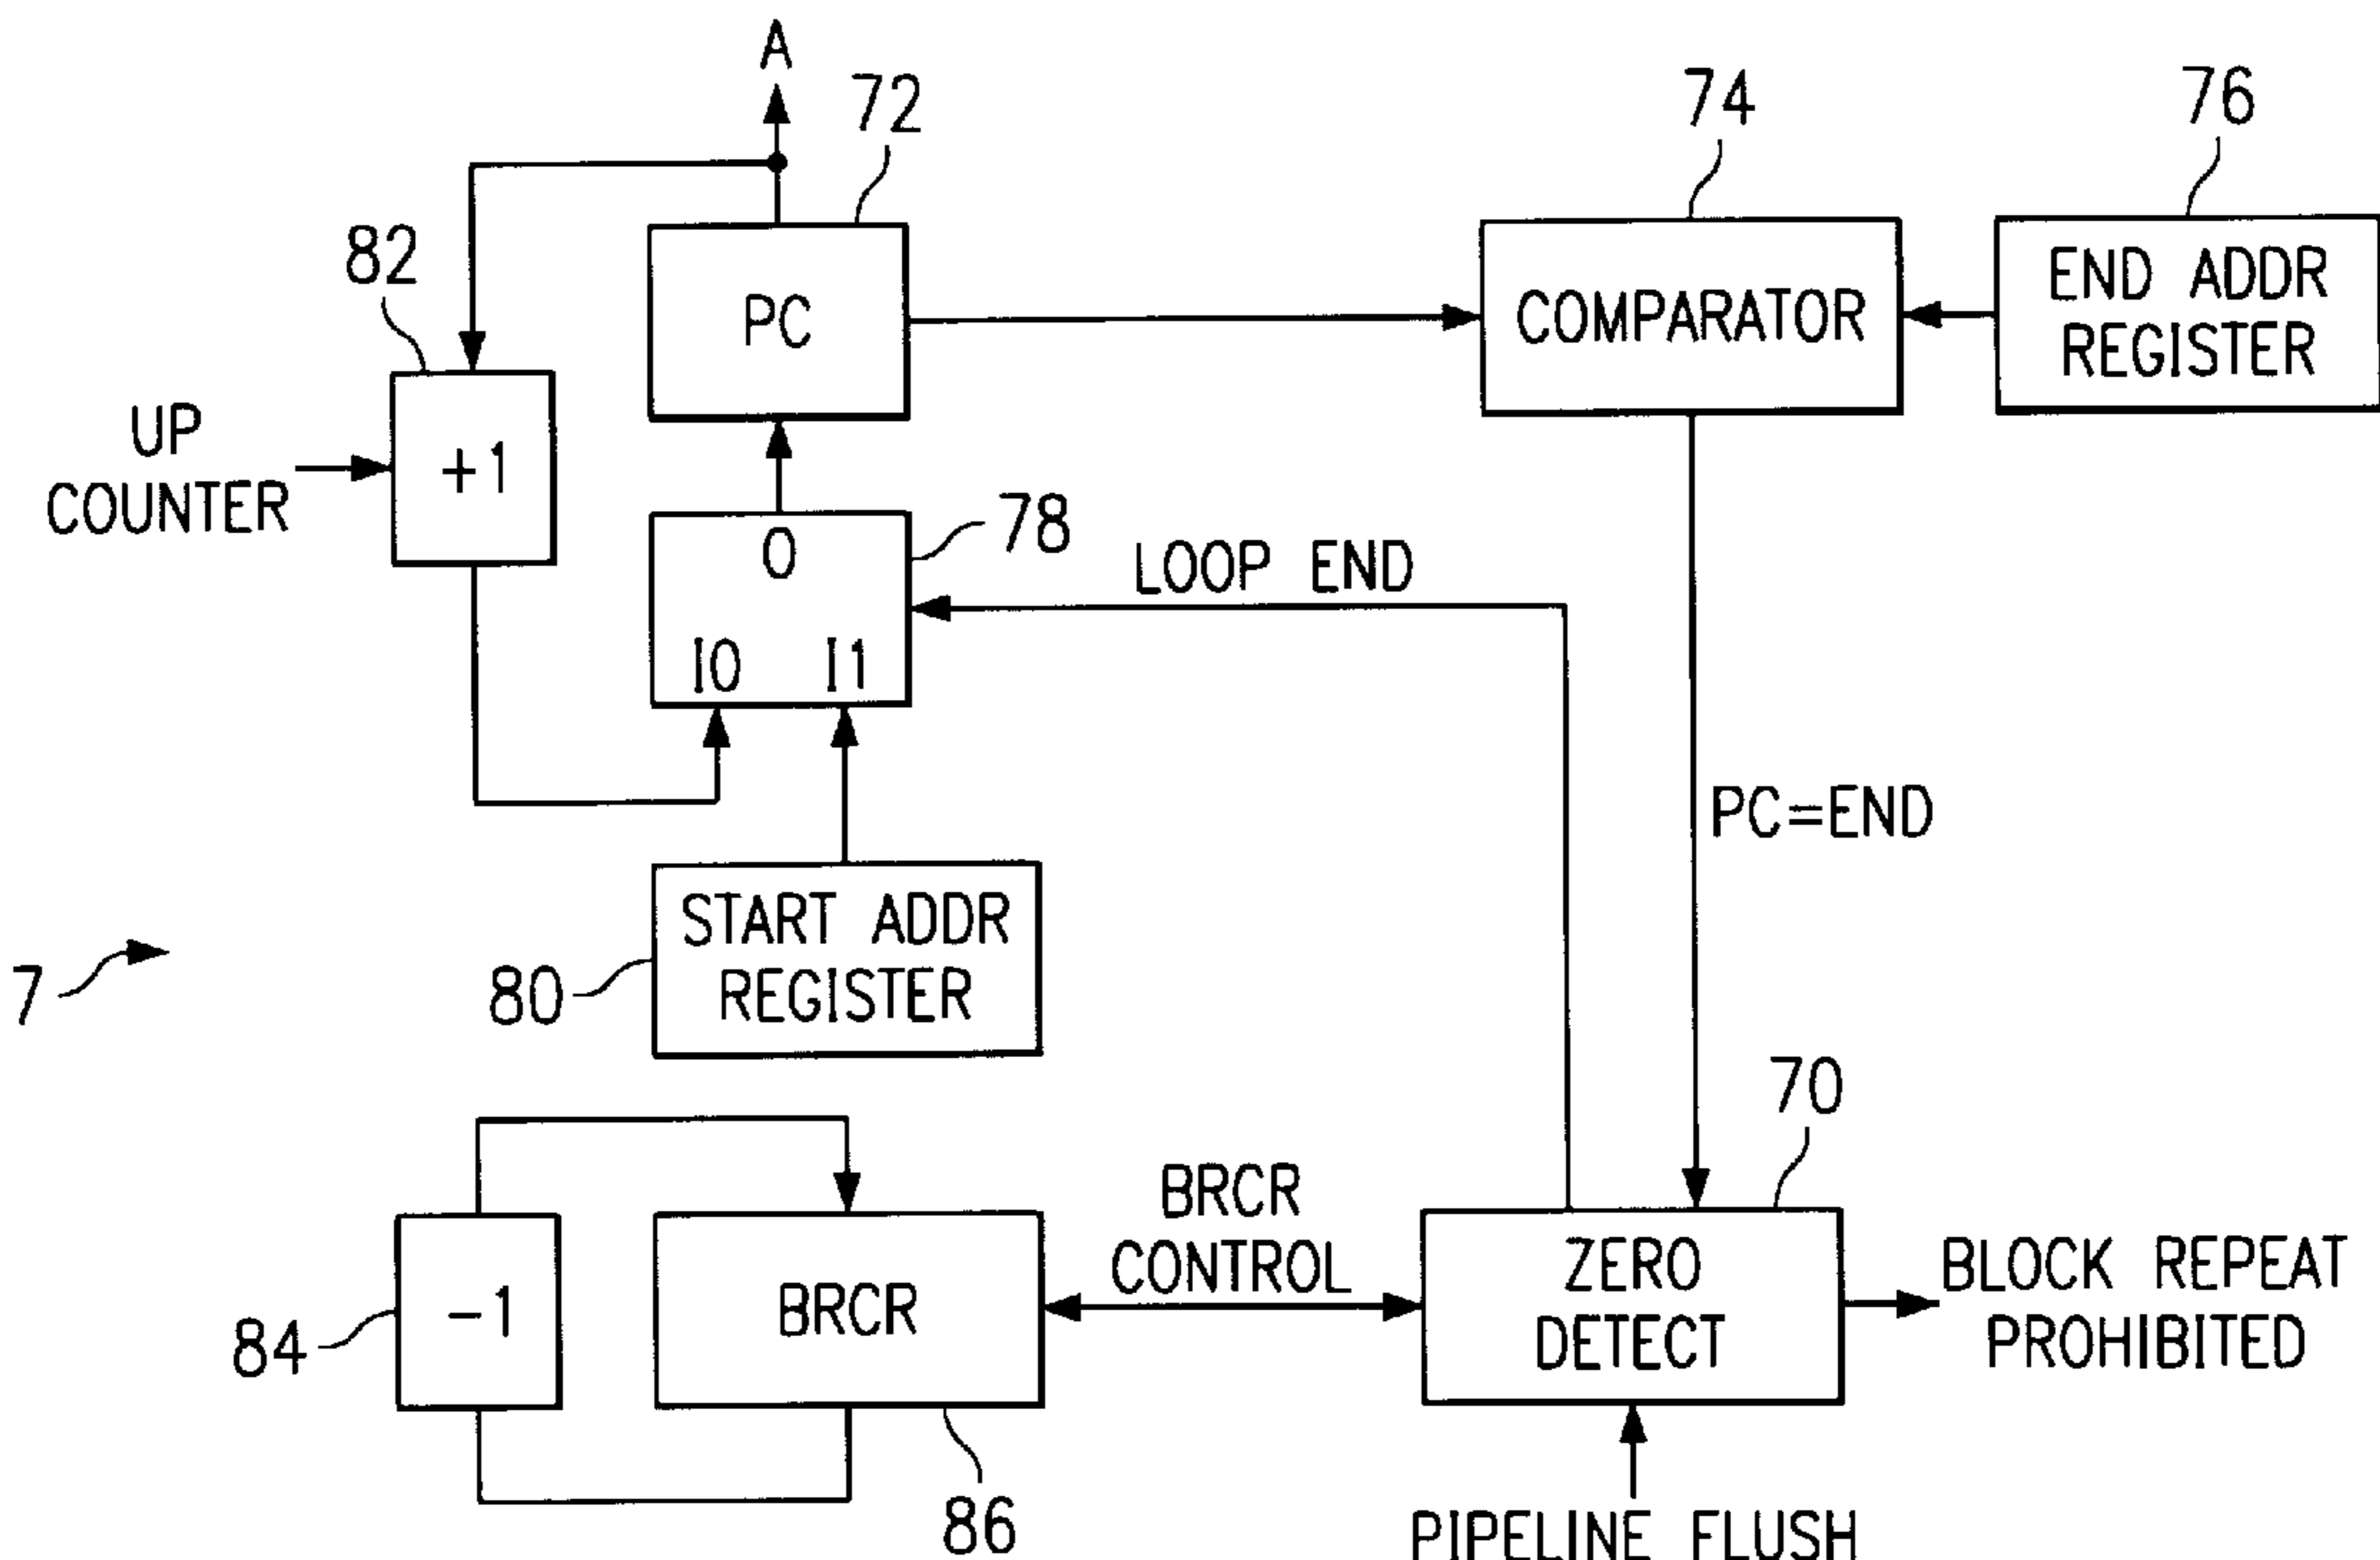 A
72
74
76
82
PC
COMPARATOR
END ADDR
REGISTER
UP
COUNTER
+1
78
O
I0 I1
LOOP END
PC=END
START ADDR
REGISTER
80
7
70
BRCR
CONTROL
84
-1
BRCR
86
ZERO
DETECT
BLOCK REPEAT
PROHIBITED
PIPELINE FLUSH